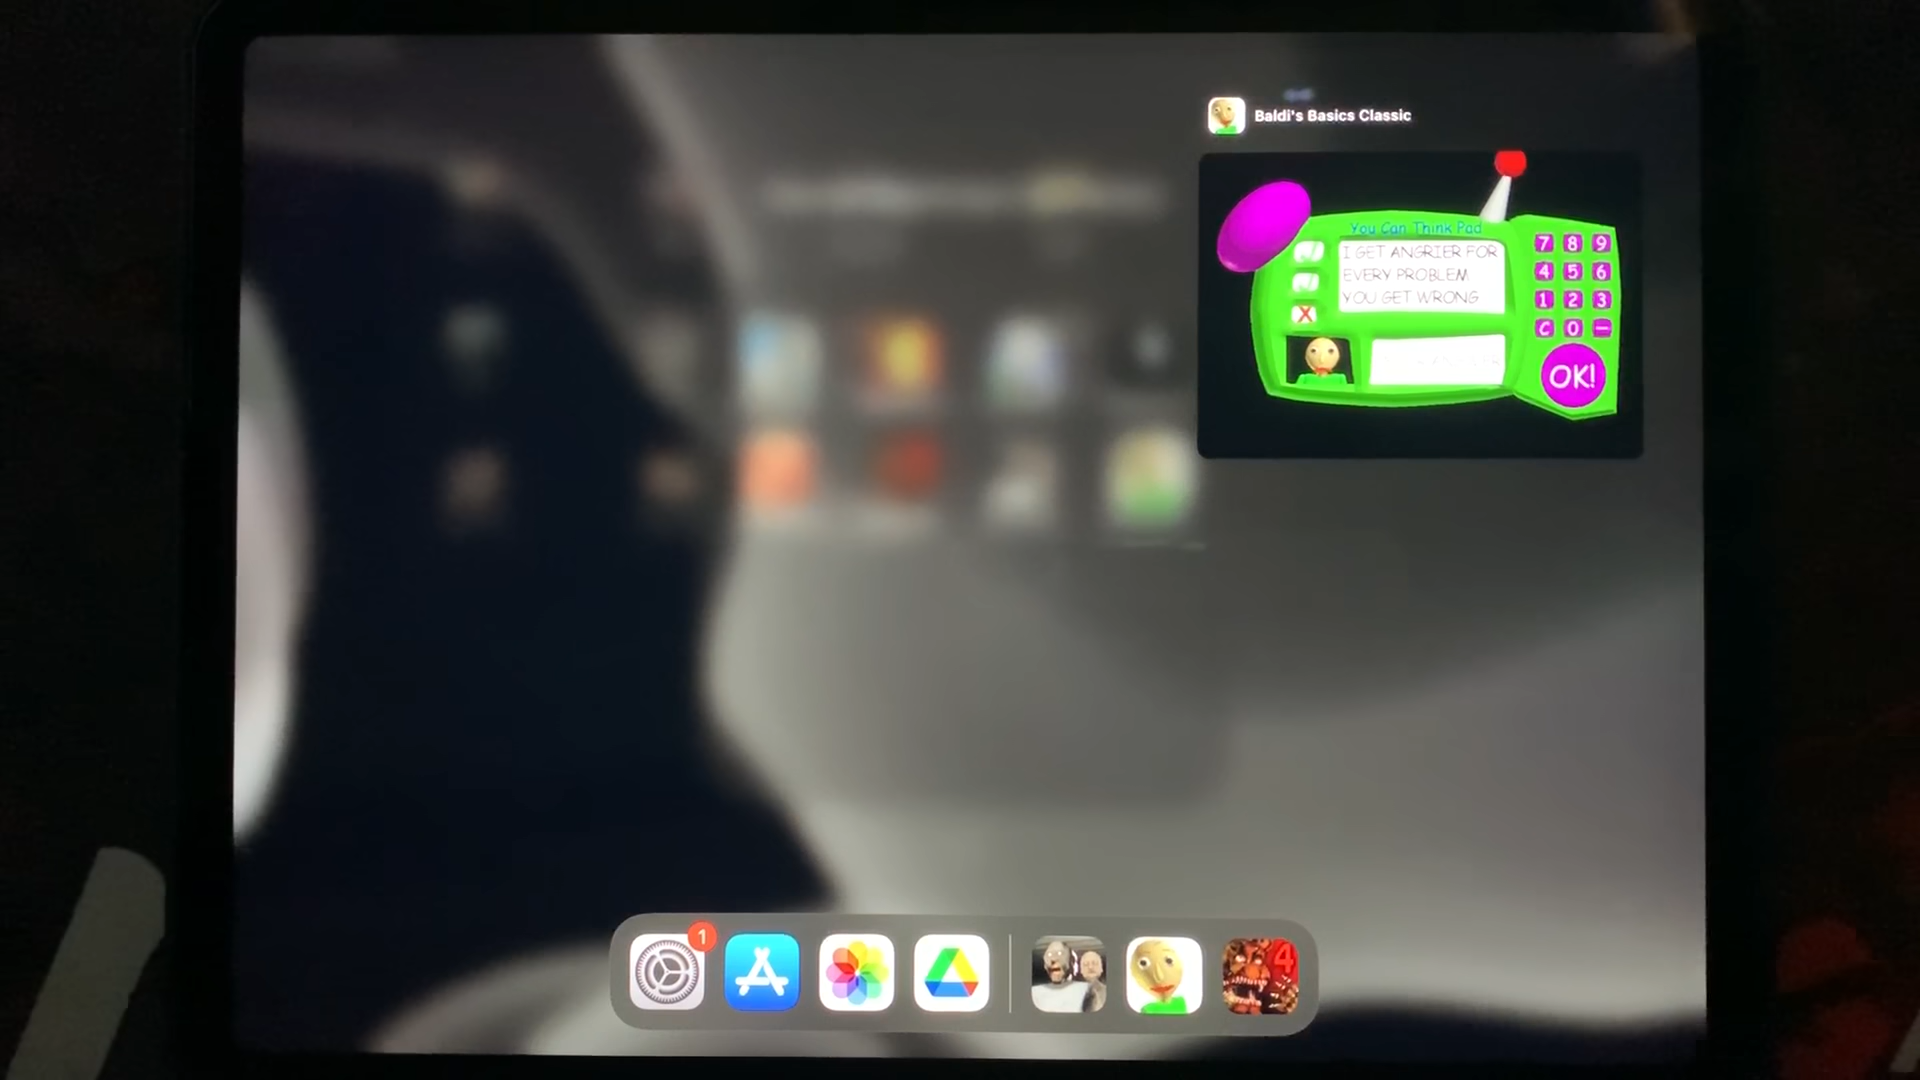 Baldi's Basics Classic
You Can Think Pad
I GET ANGRIER FOR
EVERY PROBLEM
YOU GET WRONG
7 8 9
4 5 6
1 2 3
C 0 —
OK!
1
4